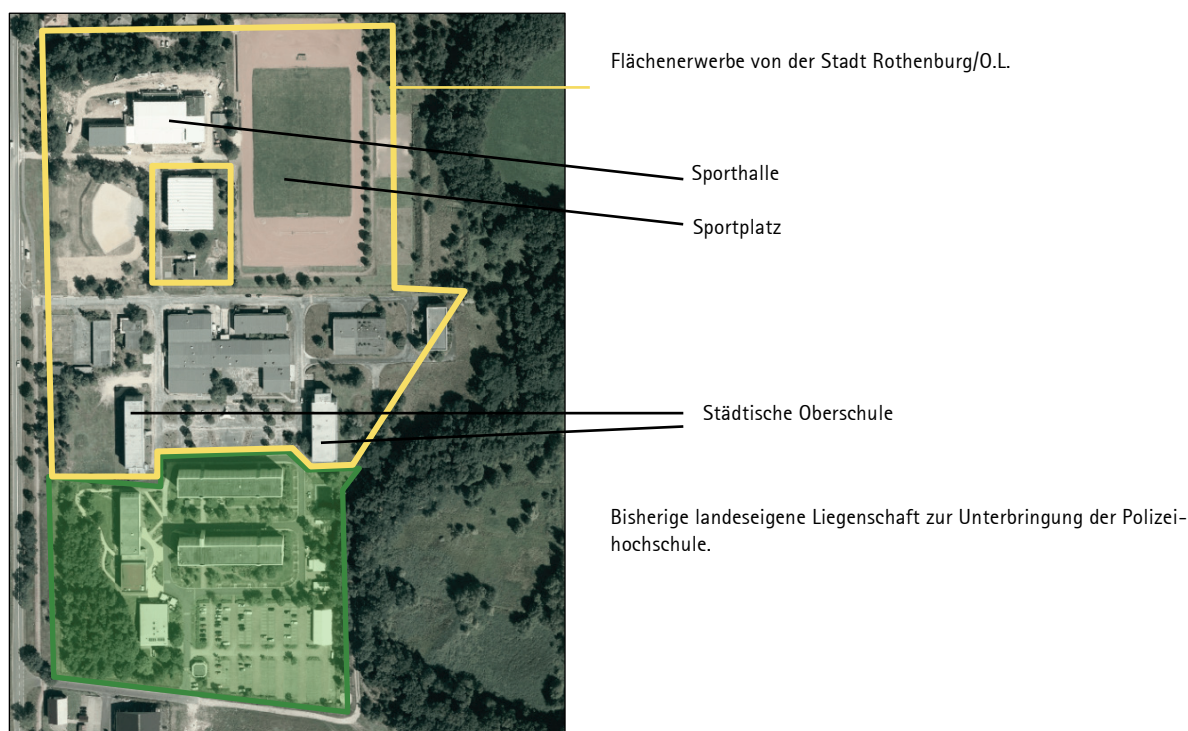 Flächenerwerbe von der Stadt Rothenburg/O.L.
Sporthalle
Sportplatz
Städtische Oberschule
Bisherige landeseigene Liegenschaft zur Unterbringung der Polizei-
hochschule.